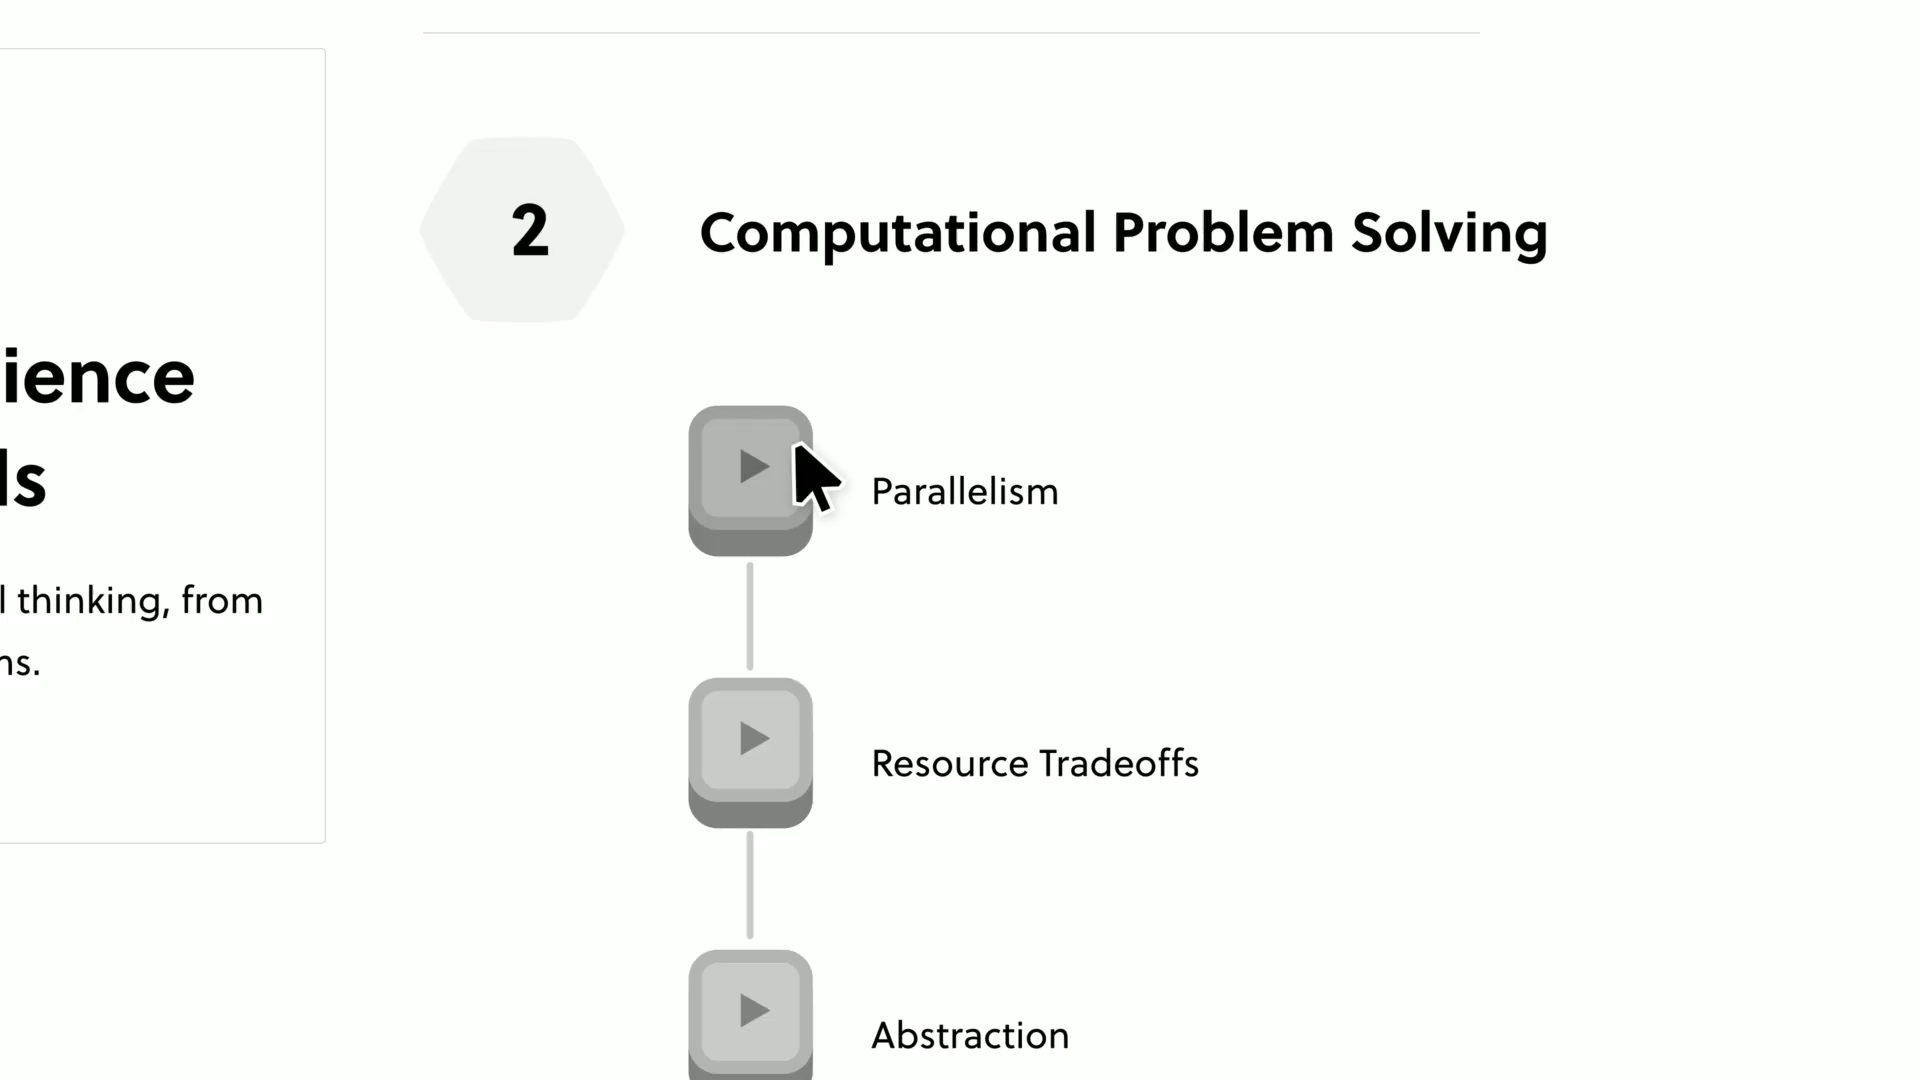 ience
ls
l thinking, from
ns.
2
Computational Problem Solving
Parallelism
Resource Tradeoffs
Abstraction